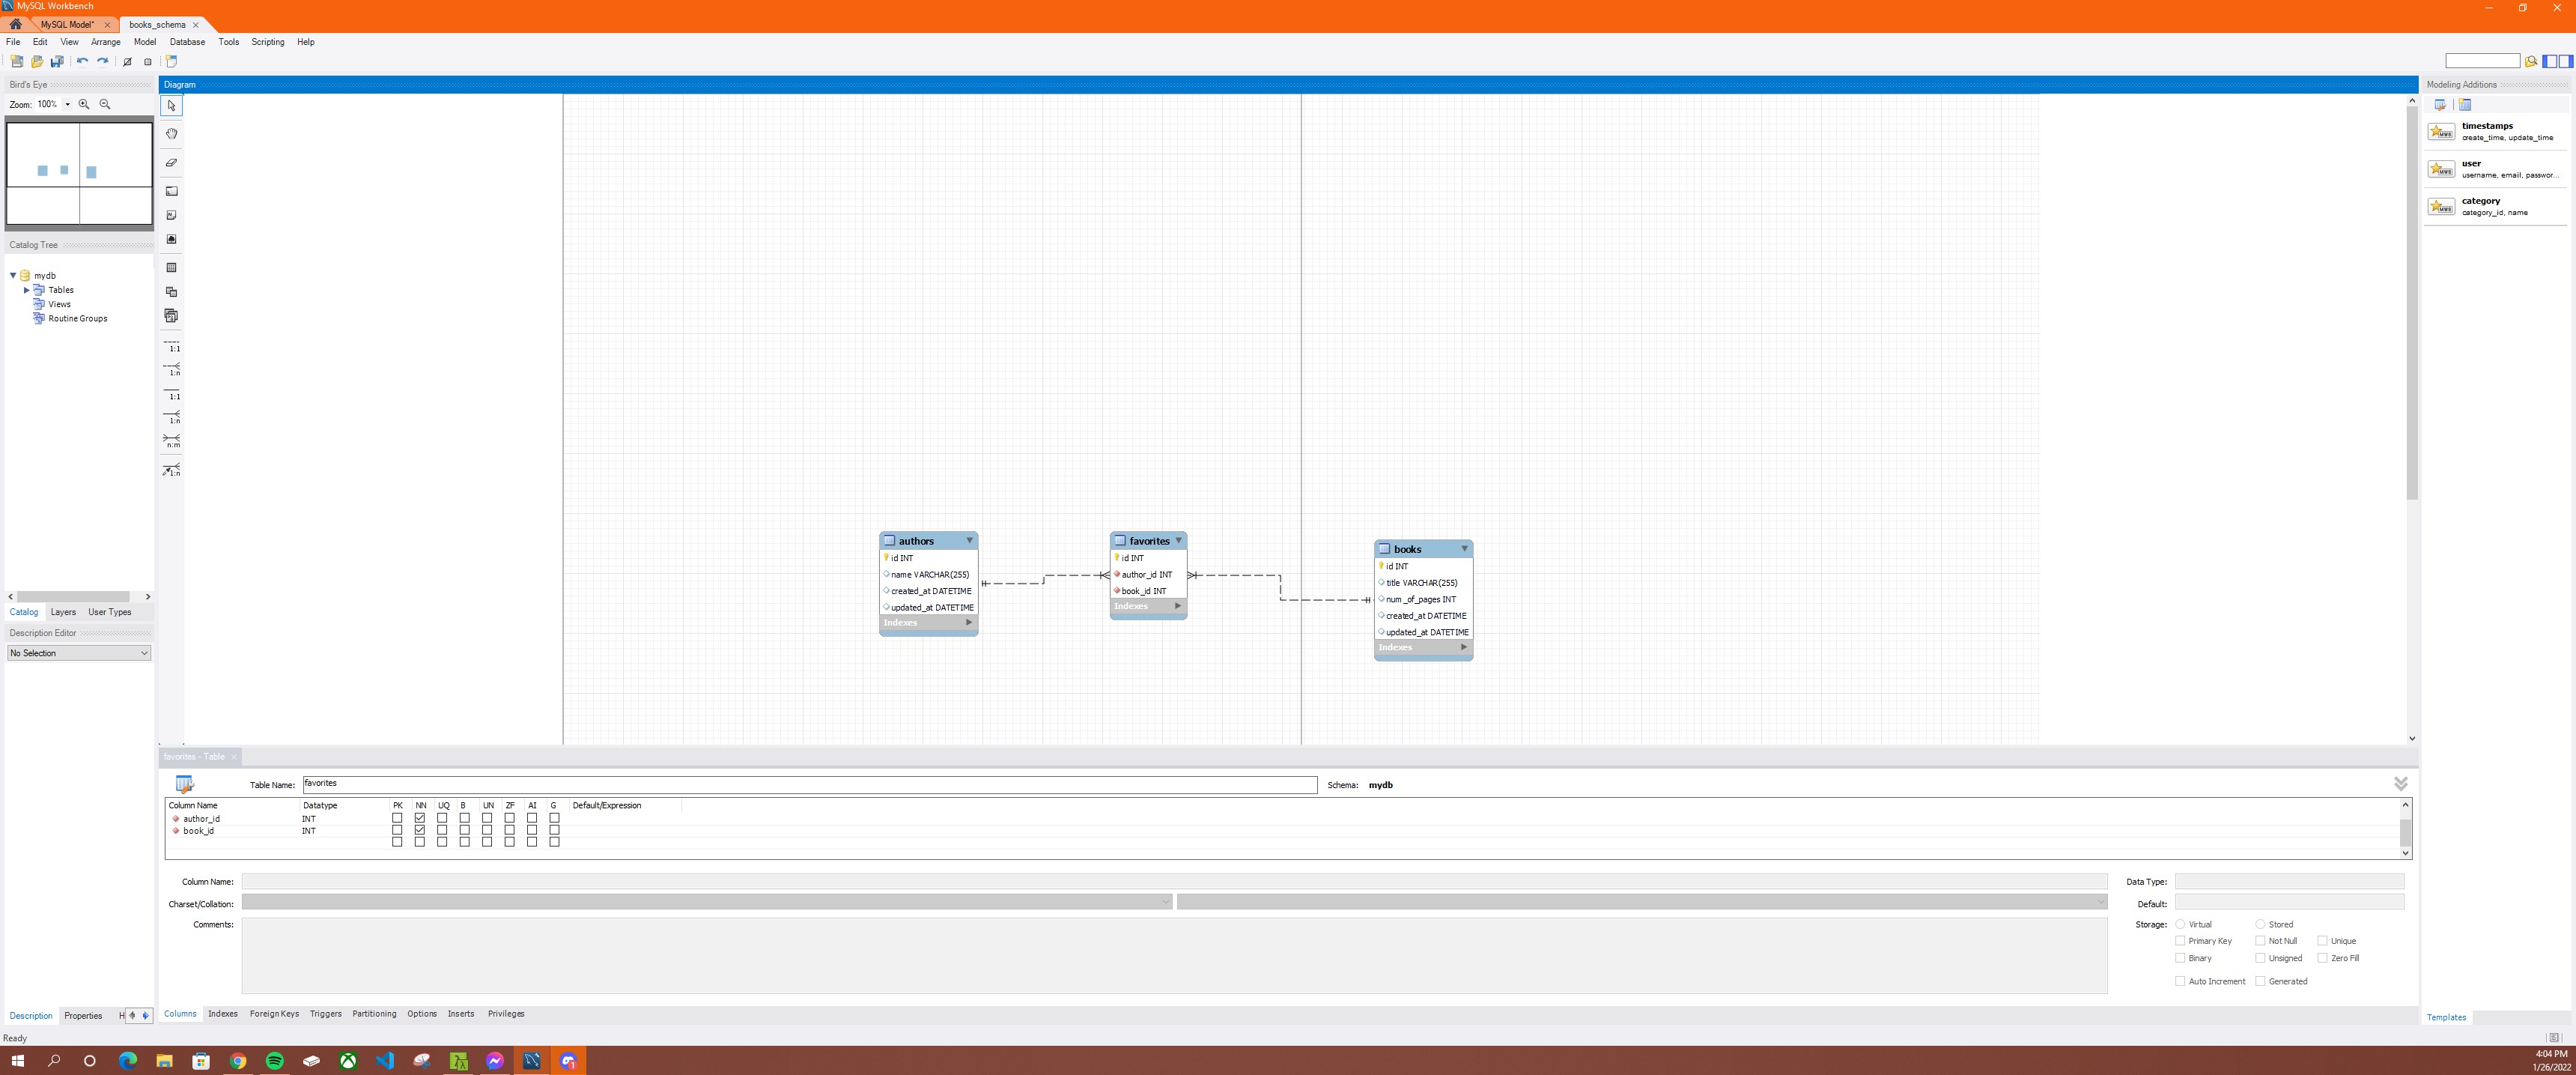 MySQL Workbench
MySQL Model*
books_schema
File Edit View Arrange Model Database Tools Scripting Help
Bird's Eye
Zoom: 100%
Catalog Tree
mydb
Tables
Views
Routine Groups
Catalog Layers User Types
Description Editor
No Selection
Description Properties H
Ready
Diagram
1:1
1:n
1:1
1:n
n:m
1:n
authors
id INT
name VARCHAR(255)
created_at DATETIME
updated_at DATETIME
Indexes
favorites
id INT
author_id INT
book_id INT
Indexes
books
id INT
title VARCHAR(255)
num_of_pages INT
created_at DATETIME
updated_at DATETIME
Indexes
favorites - Table
Table Name: favorites
Schema: mydb
Column Name Datatype PK NN UQ B UN ZF AI G Default/Expression
author_id INT
book_id INT
Column Name:
Data Type:
Charset/Collation:
Default:
Comments:
Storage: Virtual Stored
Primary Key Not Null Unique
Binary Unsigned Zero Fill
Auto Increment Generated
Columns Indexes Foreign Keys Triggers Partitioning Options Inserts Privileges
Modeling Additions
timestamps
create_time, update_time
user
username, email, passwor...
category
category_id, name
Templates
4:04 PM
1/26/2022